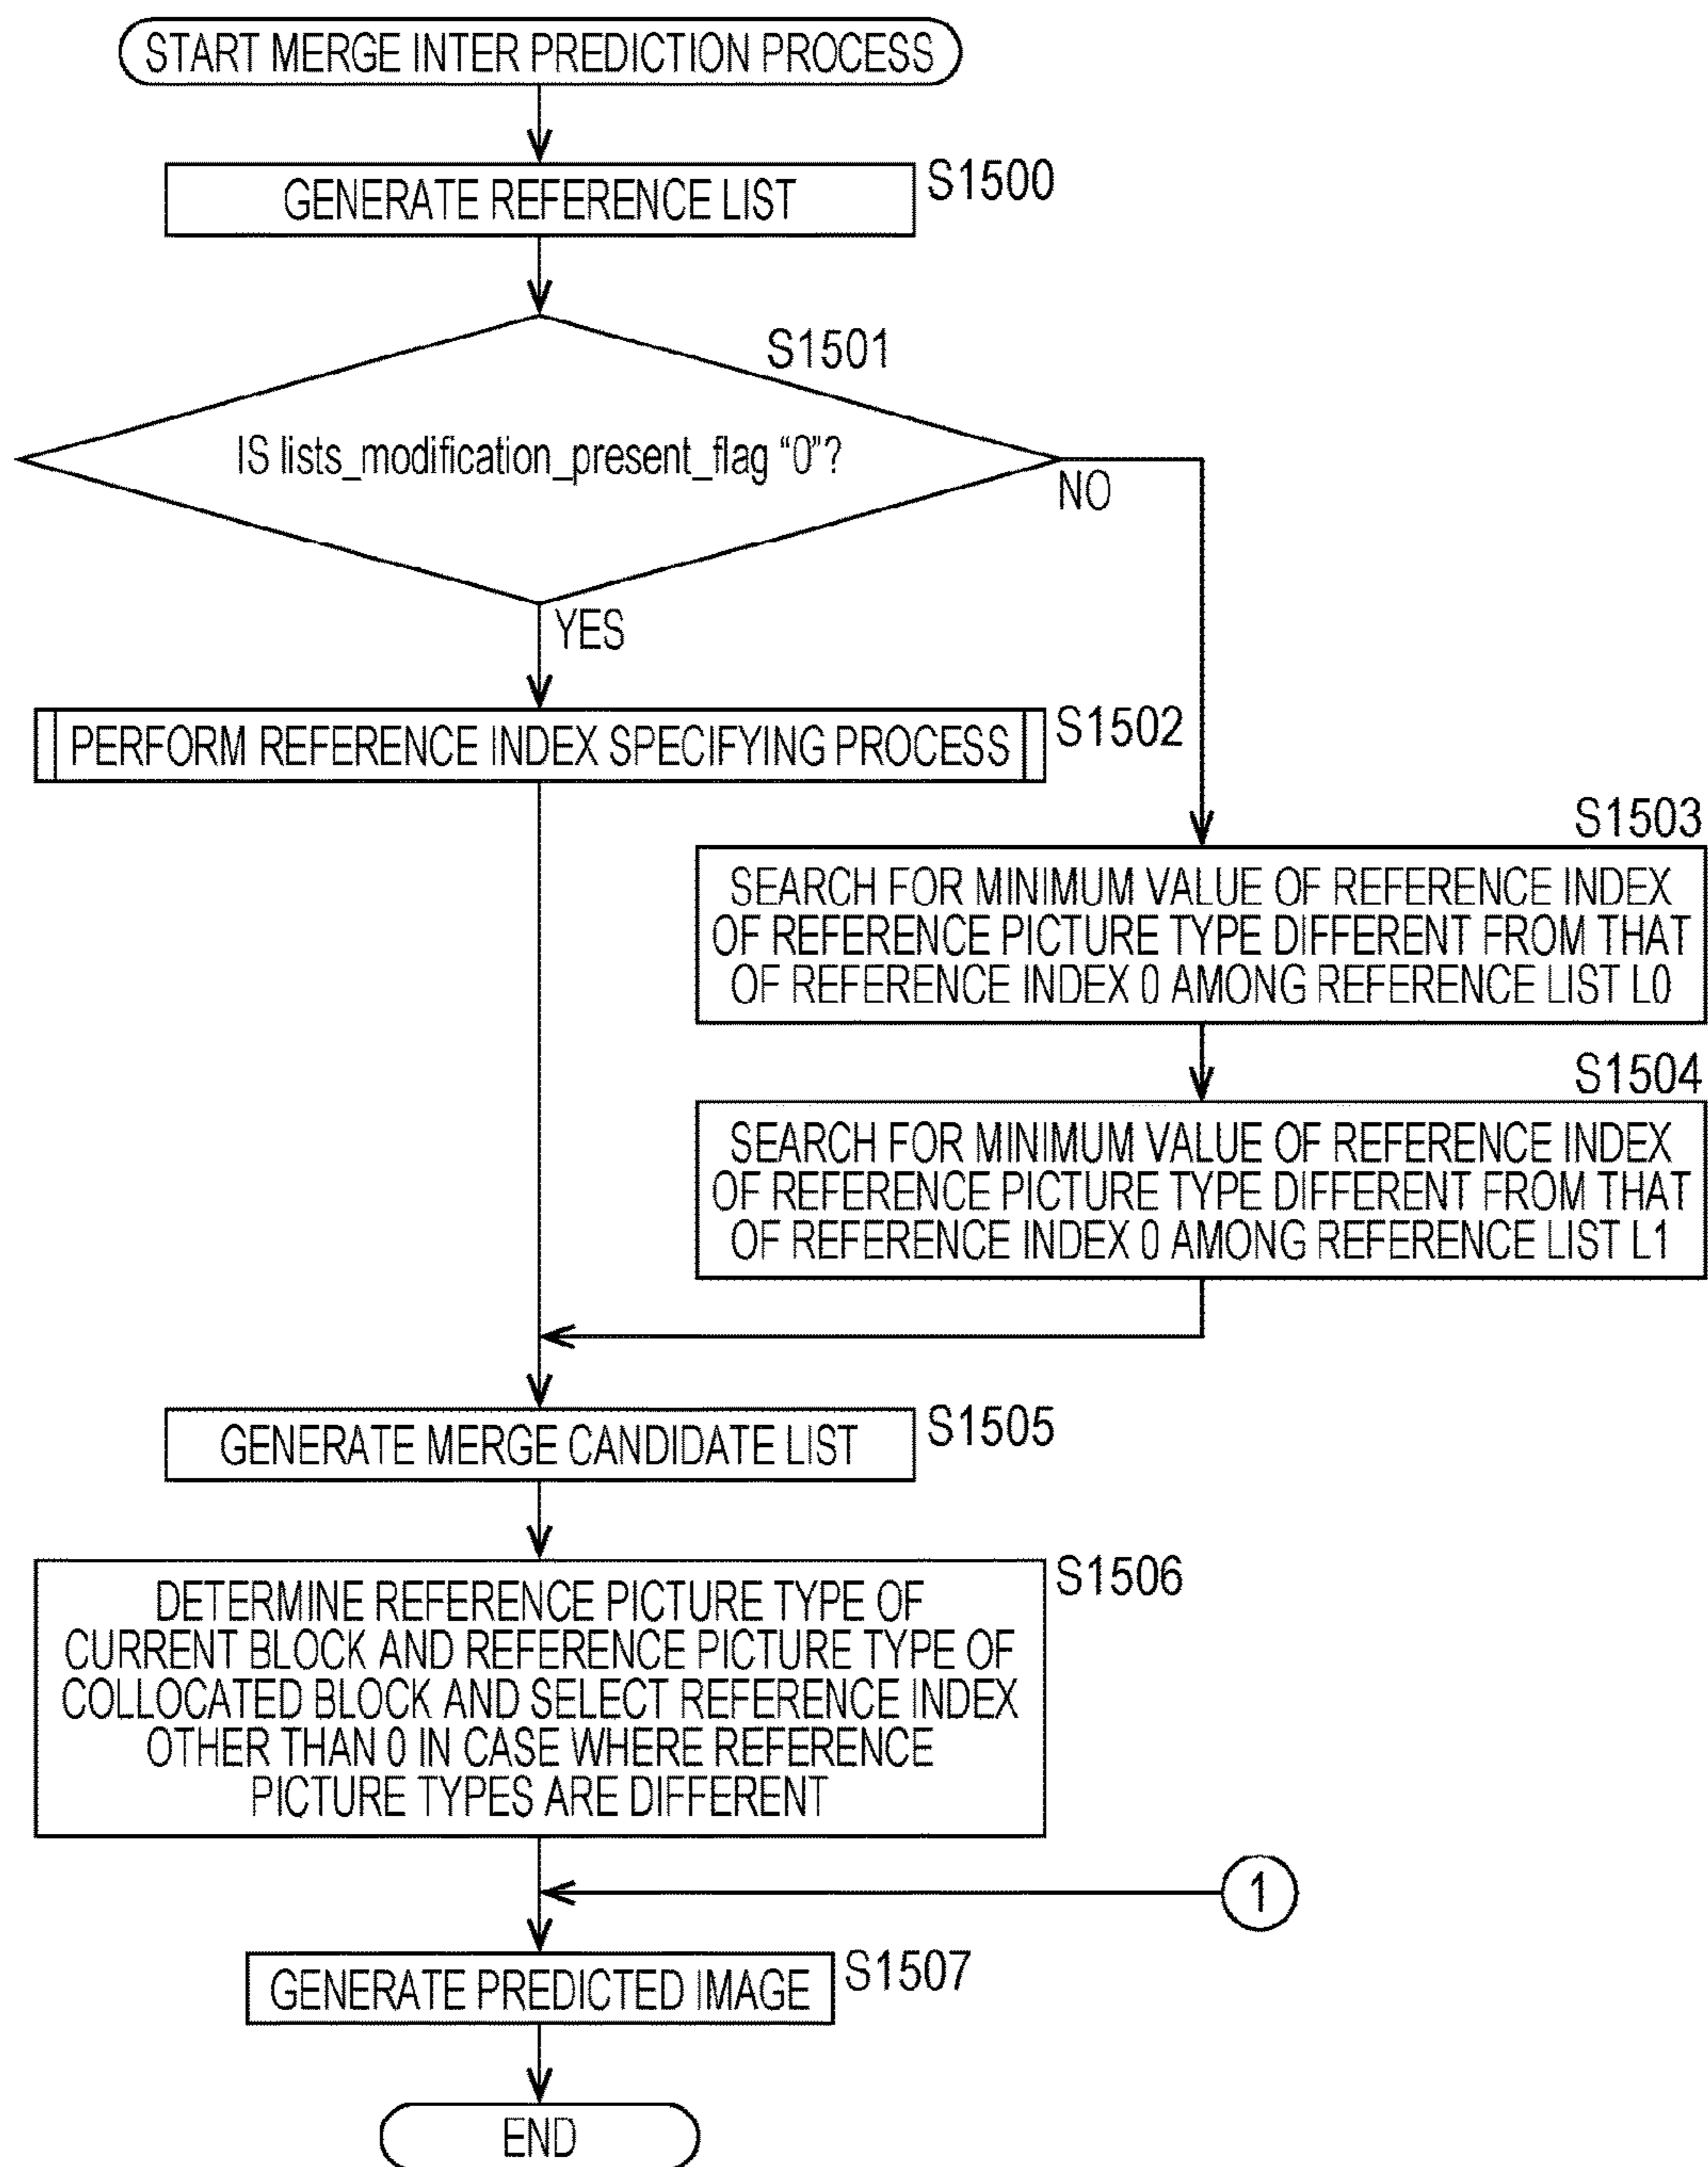 START MERGE INTER PREDICTION PROCESS
GENERATE REFERENCE LIST
S1500
S1501
IS lists_modification_present_flag “0”?
NO
YES
PERFORM REFERENCE INDEX SPECIFYING PROCESS
S1502
S1503
SEARCH FOR MINIMUM VALUE OF REFERENCE INDEX
OF REFERENCE PICTURE TYPE DIFFERENT FROM THAT
OF REFERENCE INDEX 0 AMONG REFERENCE LIST L0
S1504
SEARCH FOR MINIMUM VALUE OF REFERENCE INDEX
OF REFERENCE PICTURE TYPE DIFFERENT FROM THAT
OF REFERENCE INDEX 0 AMONG REFERENCE LIST L1
GENERATE MERGE CANDIDATE LIST
S1505
S1506
DETERMINE REFERENCE PICTURE TYPE OF
CURRENT BLOCK AND REFERENCE PICTURE TYPE OF
COLLOCATED BLOCK AND SELECT REFERENCE INDEX
OTHER THAN 0 IN CASE WHERE REFERENCE
PICTURE TYPES ARE DIFFERENT
1
GENERATE PREDICTED IMAGE
S1507
END